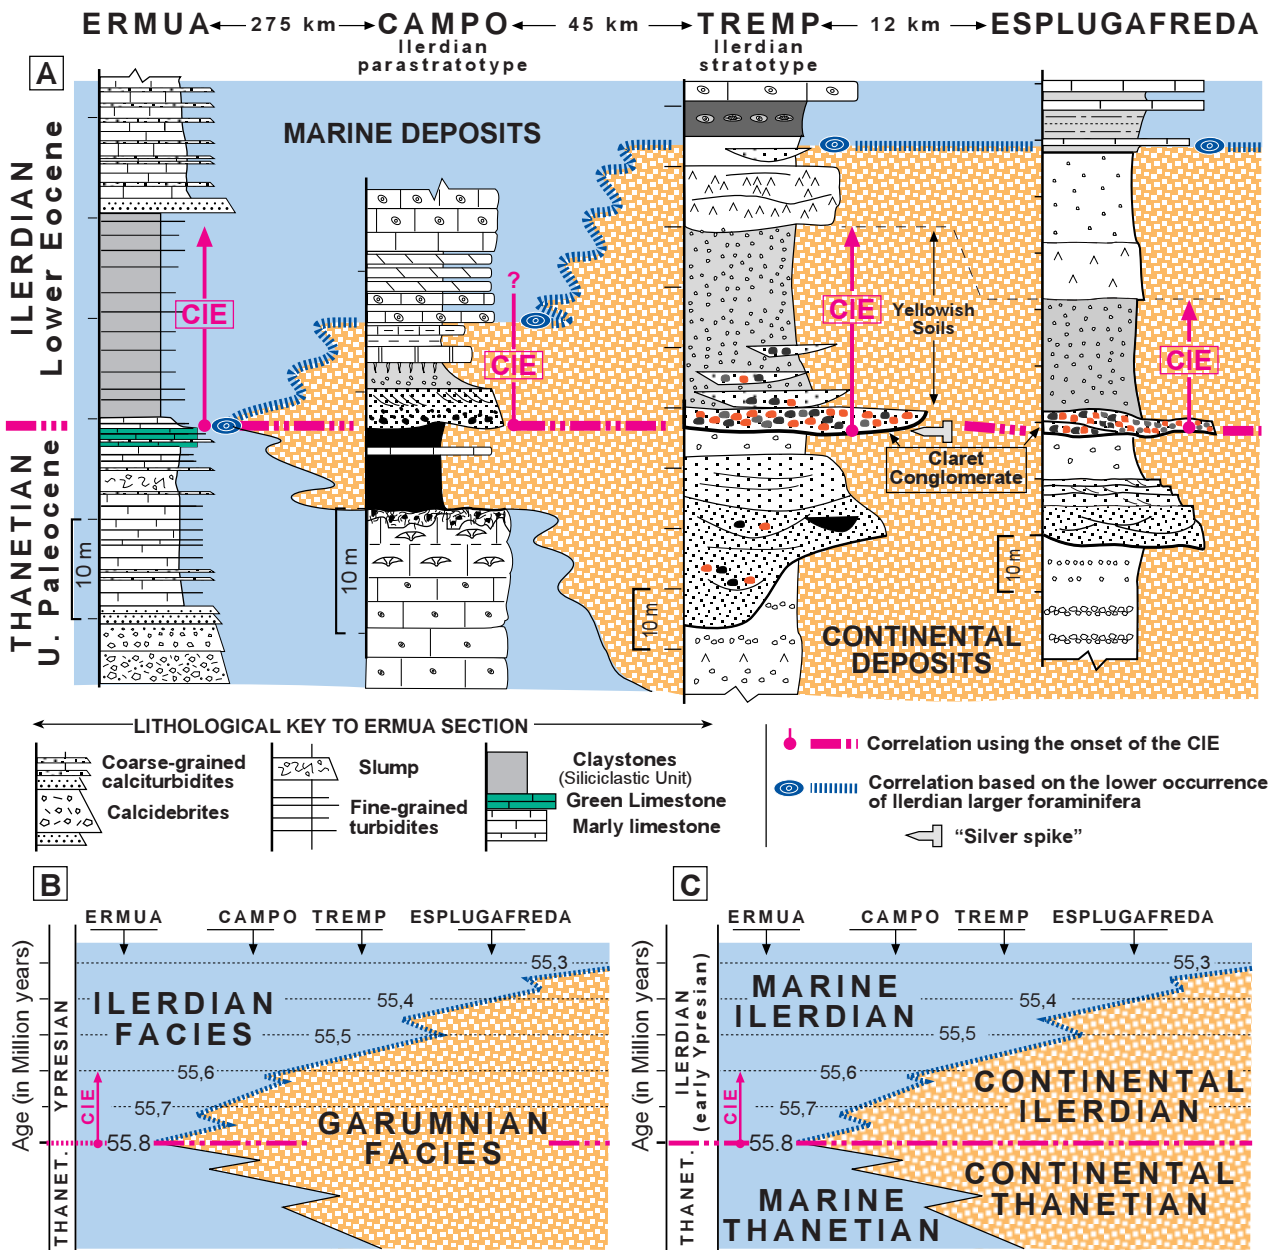 ERMUA 275 km CAMPO 45 km TREMP 12 km ESPLUGAFREDA
Ilerdian
parastratotype
Ilerdian
stratotype
A
MARINE DEPOSITS
ILERDIAN
Lower Eocene
THANETIAN
U. Paleocene
CIE
?
CIE
CIE
Yellowish
Soils
CIE
Claret
Conglomerate
10 m
10 m
10 m
10 m
CONTINENTAL
DEPOSITS
LITHOLOGICAL KEY TO ERMUA SECTION
Coarse-grained
calciturbidites
Calcidebrites
Slump
Fine-grained
turbidites
Claystones
(Siliciclastic Unit)
Green Limestone
Marly limestone
Correlation using the onset of the CIE
Correlation based on the lower occurrence
of Ilerdian larger foraminifera
“Silver spike”
B
ERMUA CAMPO TREMP ESPLUGAFREDA
Age (in Million years)
YPRESIAN
THANET.
55,3
55,4
55,5
55,6
55,7
55.8
CIE
ILERDIAN
FACIES
GARUMNIAN
FACIES
C
ERMUA CAMPO TREMP ESPLUGAFREDA
Age (in Million years)
ILERDIAN
(early Ypresian)
THANET.
55,3
55,4
55,5
55,6
55,7
55.8
CIE
MARINE
ILERDIAN
CONTINENTAL
ILERDIAN
CONTINENTAL
THANETIAN
MARINE
THANETIAN